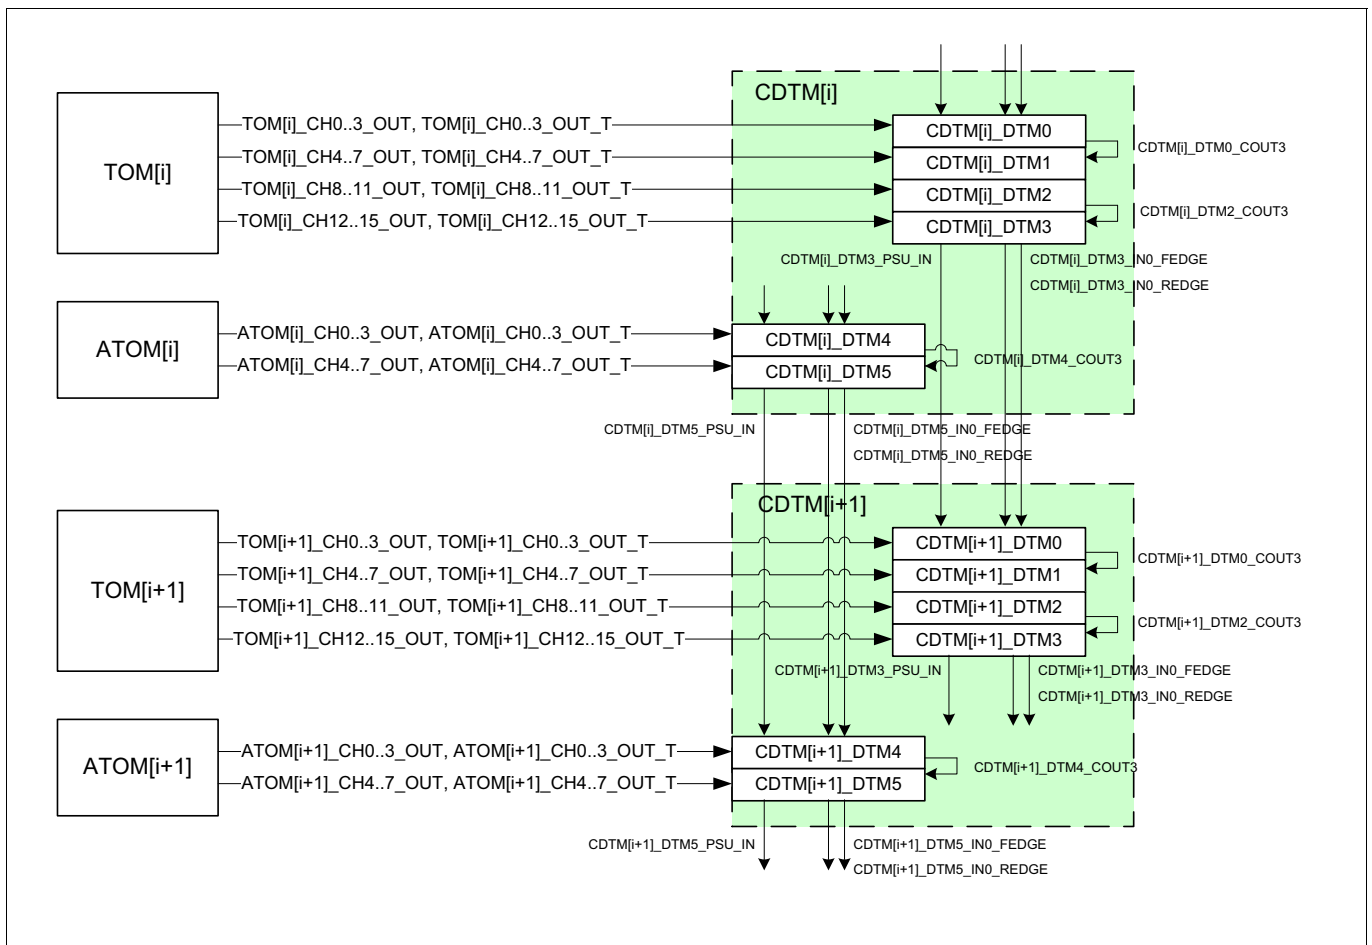 CDTM[i]
TOM[i]
TOM[i]_CH0..3_OUT, TOM[i]_CH0..3_OUT_T
TOM[i]_CH4..7_OUT, TOM[i]_CH4..7_OUT_T
TOM[i]_CH8..11_OUT, TOM[i]_CH8..11_OUT_T
TOM[i]_CH12..15_OUT, TOM[i]_CH12..15_OUT_T
CDTM[i]_DTM0
CDTM[i]_DTM1
CDTM[i]_DTM2
CDTM[i]_DTM3
CDTM[i]_DTM0_COUT3
CDTM[i]_DTM2_COUT3
CDTM[i]_DTM3_PSU_IN
CDTM[i]_DTM3_IN0_FEDGE
CDTM[i]_DTM3_IN0_REDGE
ATOM[i]
ATOM[i]_CH0..3_OUT, ATOM[i]_CH0..3_OUT_T
ATOM[i]_CH4..7_OUT, ATOM[i]_CH4..7_OUT_T
CDTM[i]_DTM4
CDTM[i]_DTM5
CDTM[i]_DTM4_COUT3
CDTM[i]_DTM5_PSU_IN
CDTM[i]_DTM5_IN0_FEDGE
CDTM[i]_DTM5_IN0_REDGE
CDTM[i+1]
TOM[i+1]
TOM[i+1]_CH0..3_OUT, TOM[i+1]_CH0..3_OUT_T
TOM[i+1]_CH4..7_OUT, TOM[i+1]_CH4..7_OUT_T
TOM[i+1]_CH8..11_OUT, TOM[i+1]_CH8..11_OUT_T
TOM[i+1]_CH12..15_OUT, TOM[i+1]_CH12..15_OUT_T
CDTM[i+1]_DTM0
CDTM[i+1]_DTM1
CDTM[i+1]_DTM2
CDTM[i+1]_DTM3
CDTM[i+1]_DTM0_COUT3
CDTM[i+1]_DTM2_COUT3
CDTM[i+1]_DTM3_PSU_IN
CDTM[i+1]_DTM3_IN0_FEDGE
CDTM[i+1]_DTM3_IN0_REDGE
ATOM[i+1]
ATOM[i+1]_CH0..3_OUT, ATOM[i+1]_CH0..3_OUT_T
ATOM[i+1]_CH4..7_OUT, ATOM[i+1]_CH4..7_OUT_T
CDTM[i+1]_DTM4
CDTM[i+1]_DTM5
CDTM[i+1]_DTM4_COUT3
CDTM[i+1]_DTM5_PSU_IN
CDTM[i+1]_DTM5_IN0_FEDGE
CDTM[i+1]_DTM5_IN0_REDGE